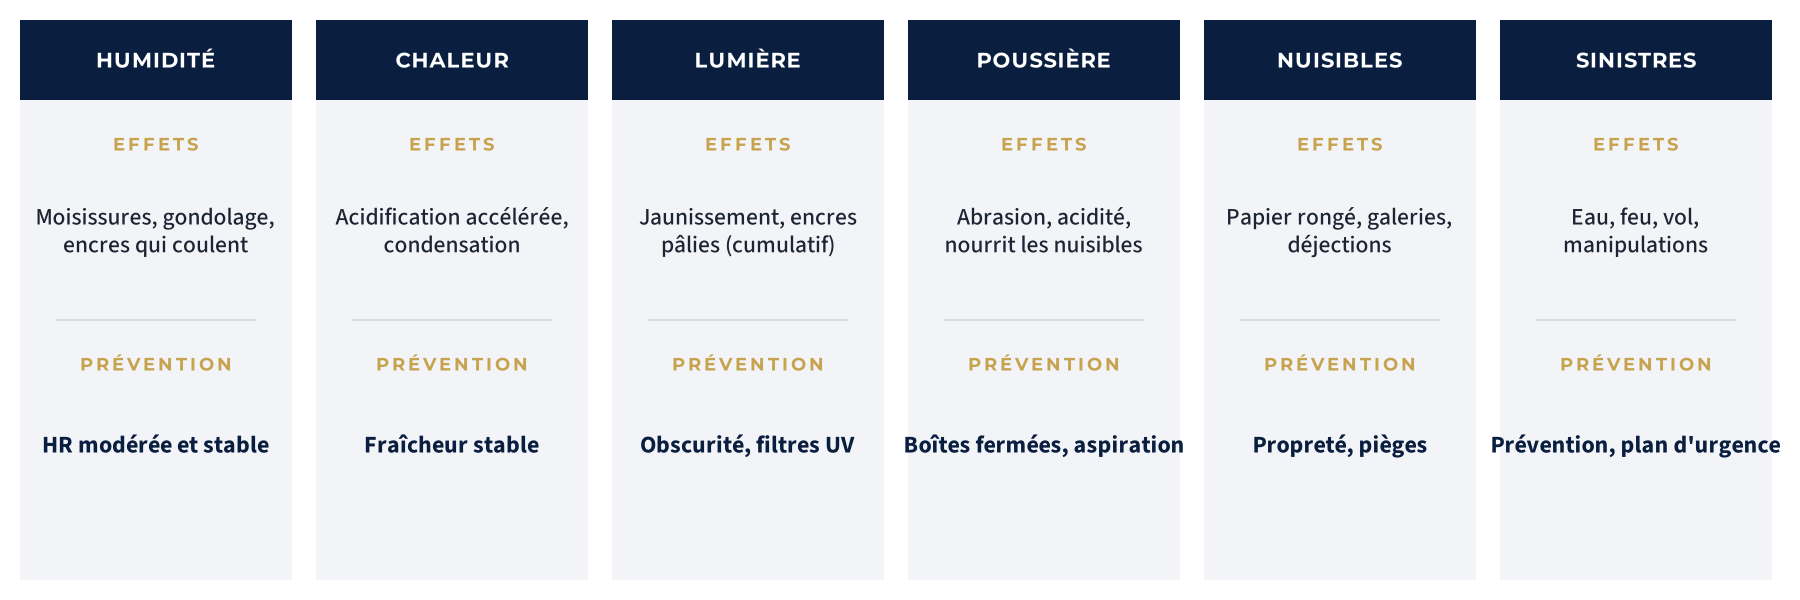 HUMIDITÉ
EFFETS
Moisissures, gondolage,
encres qui coulent
PRÉVENTION
HR modérée et stable
CHALEUR
EFFETS
Acidification accélérée,
condensation
PRÉVENTION
Fraîcheur stable
LUMIÈRE
EFFETS
Jaunissement, encres
pâlies (cumulatif)
PRÉVENTION
Obscurité, filtres UV
POUSSIÈRE
EFFETS
Abrasion, acidité,
nourrit les nuisibles
PRÉVENTION
Boîtes fermées, aspiration
NUISIBLES
EFFETS
Papier rongé, galeries,
déjections
PRÉVENTION
Propreté, pièges
SINISTRES
EFFETS
Eau, feu, vol,
manipulations
PRÉVENTION
Prévention, plan d'urgence